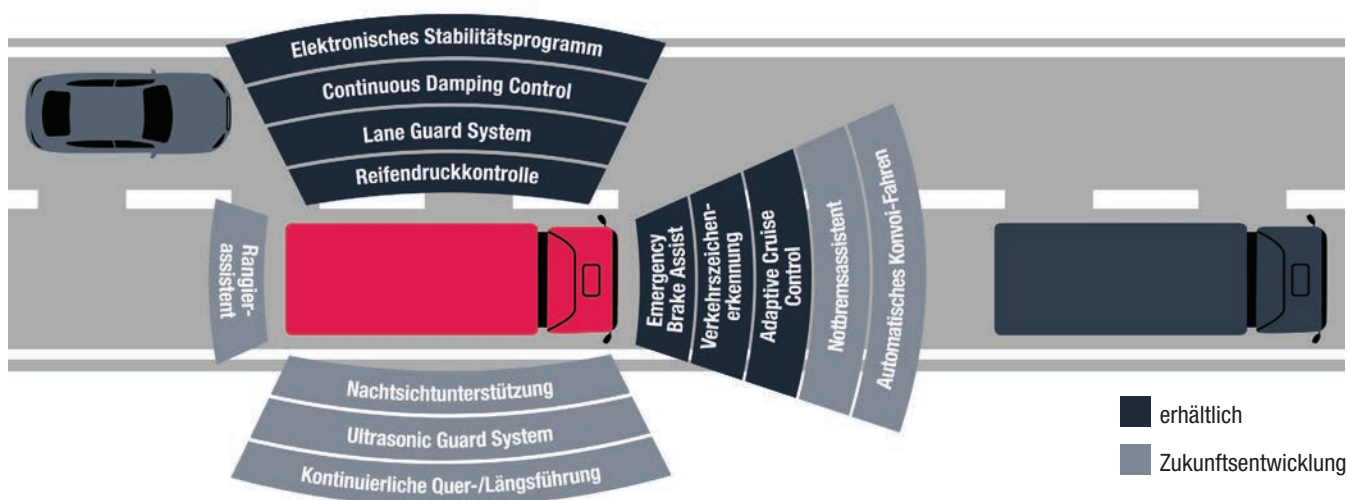 Elektronisches Stabilitätsprogramm
Continuous Damping Control
Lane Guard System
Reifendruckkontrolle
Rangier-
assistent
Emergency
Brake Assist
Verkehrszeichen-
erkennung
Adaptive Cruise
Control
Notbremsassistent
Automatisches Konvoi-Fahren
Nachtsichtunterstützung
Ultrasonic Guard System
Kontinuierliche Quer-/Längsführung
erhältlich
Zukunftsentwicklung